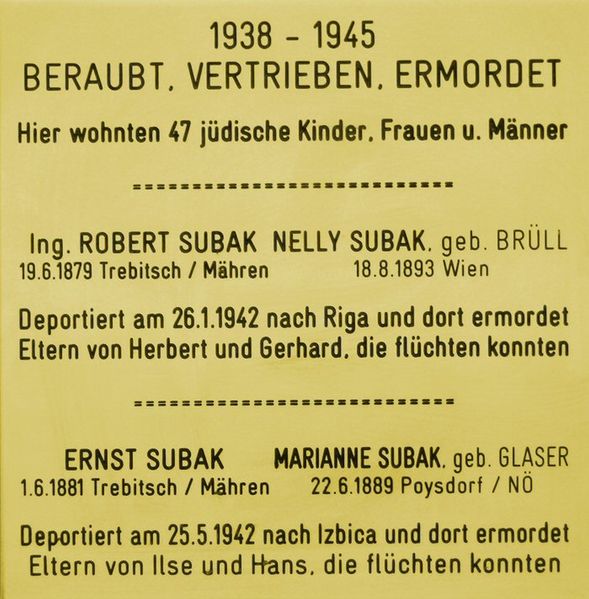 1938 - 1945
BERAUBT, VERTRIEBEN, ERMORDET
Hier wohnten 47 jüdische Kinder, Frauen u. Männer
=============================
Ing. ROBERT SUBAK NELLY SUBAK, geb. BRÜLL
19.6.1879 Trebitsch / Mähren 18.8.1893 Wien
Deportiert am 26.1.1942 nach Riga und dort ermordet
Eltern von Herbert und Gerhard, die flüchten konnten
=============================
ERNST SUBAK MARIANNE SUBAK, geb. GLASER
1.6.1881 Trebitsch / Mähren 22.6.1889 Poysdorf / NÖ
Deportiert am 25.5.1942 nach Izbica und dort ermordet
Eltern von Ilse und Hans, die flüchten konnten